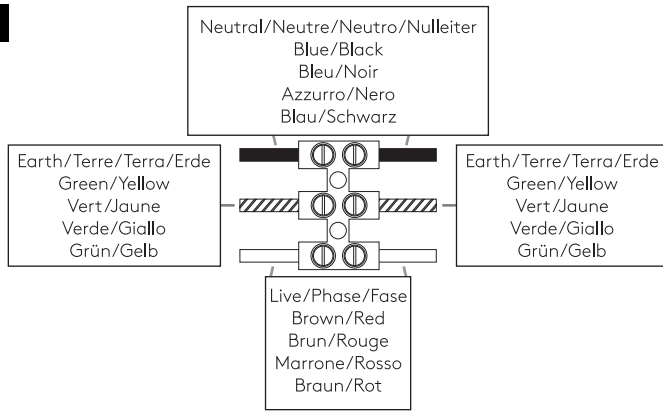 Neutral/Neutre/Neutro/Nulleiter
Blue/Black
Bleu/Noir
Azzurro/Nero
Blau/Schwarz
Earth/Terre/Terra/Erde
Green/Yellow
Vert/Jaune
Verde/Giallo
Grün/Gelb
Earth/Terre/Terra/Erde
Green/Yellow
Vert/Jaune
Verde/Giallo
Grün/Gelb
Live/Phase/Fase
Brown/Red
Brun/Rouge
Marrone/Rosso
Braun/Rot